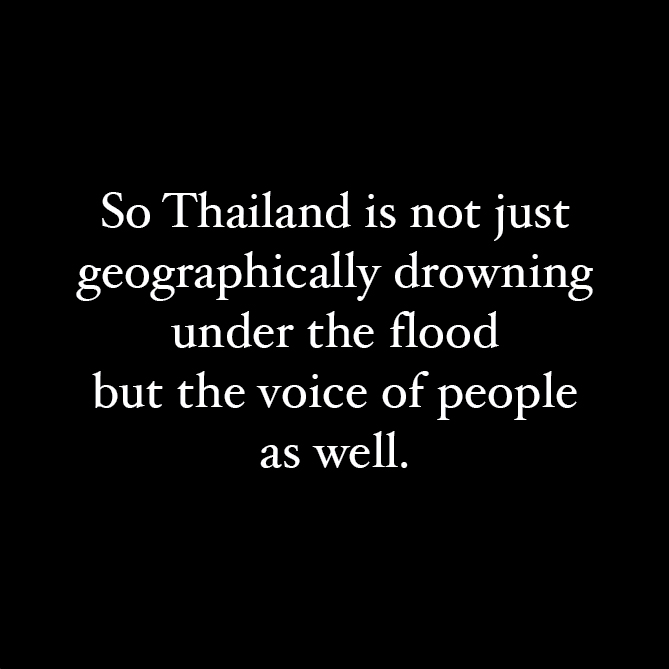 So Thailand is not just
geographically drowning
under the flood
but the voice of people
as well.